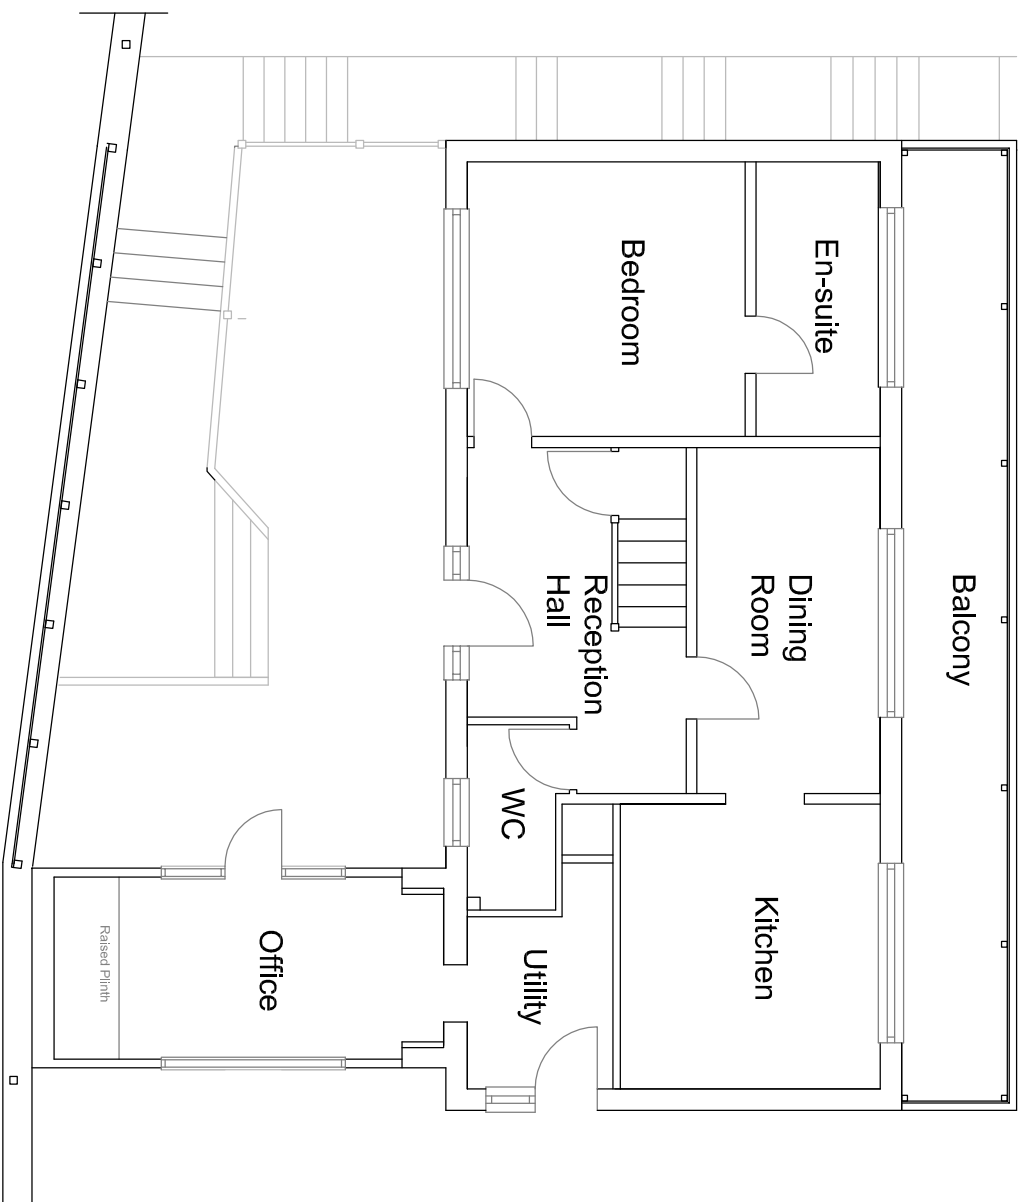 Balcony
En-suite
Dining
Room
Kitchen
Bedroom
Reception
Hall
WC
Utility
Office
Raised Plinth